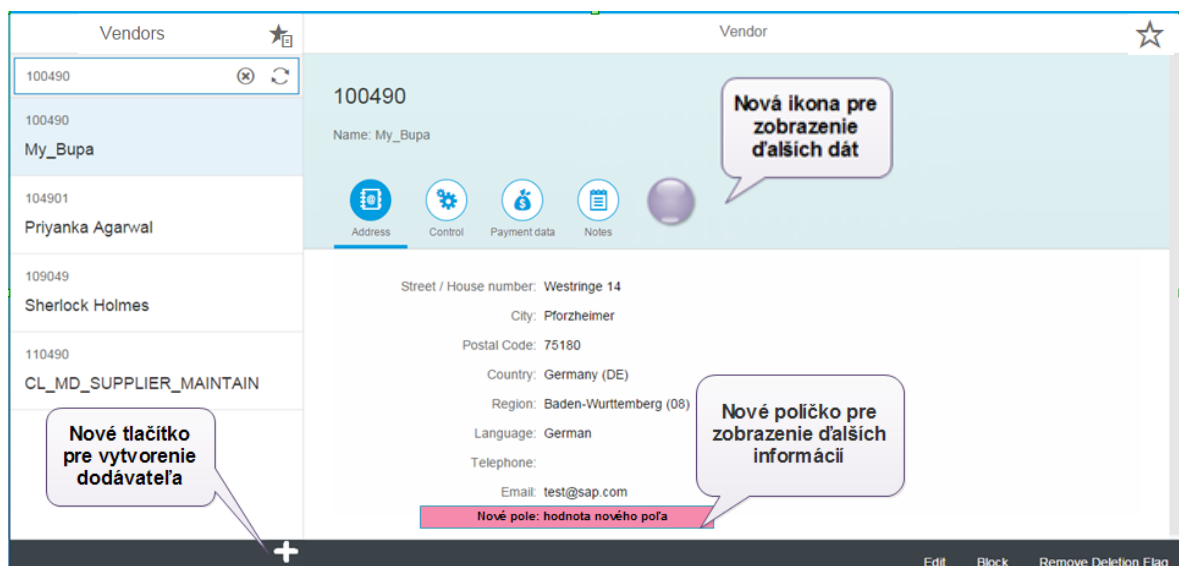 Vendors
100490
100490
My_Bupa
104901
Priyanka Agarwal
109049
Sherlock Holmes
110490
CL_MD_SUPPLIER_MAINTAIN
Nové tlačítko
pre vytvorenie
dodávateľa
Vendor
100490
Name: My_Bupa
Nová ikona pre
zobrazenie
ďalších dát
Address Control Payment data Notes
Street / House number: Westringe 14
City: Pforzheimer
Postal Code: 75180
Country: Germany (DE)
Region: Baden-Wurttemberg (08)
Language: German
Telephone:
Email: test@sap.com
Nové pole: hodnota nového poľa
Nové políčko pre
zobrazenie ďalších
informácií
Edit Block Remove Deletion Flag